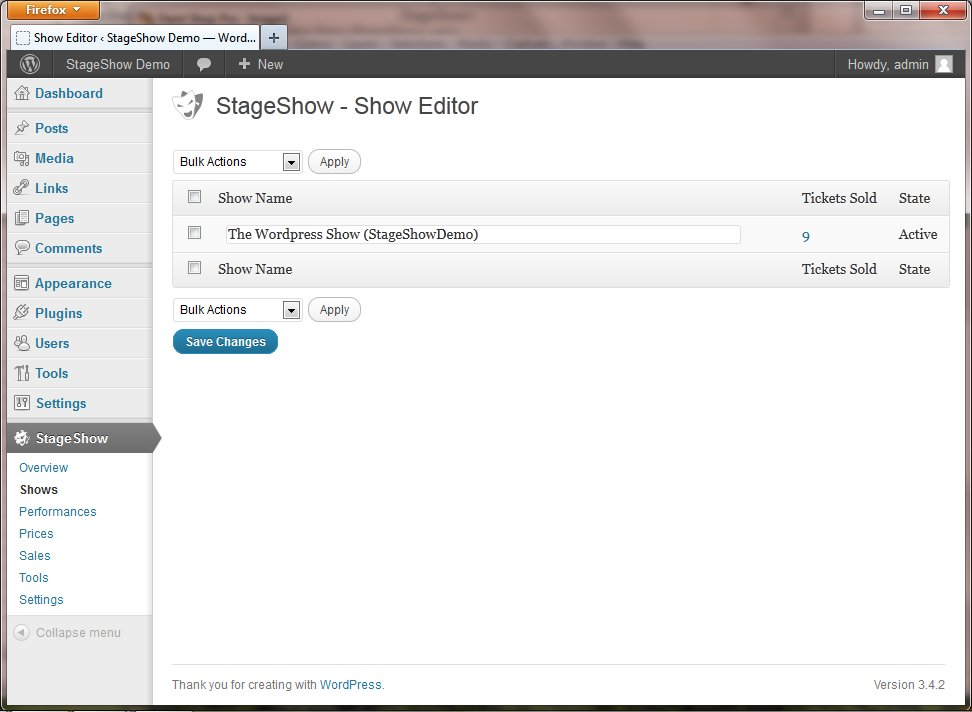 Firefox
Show Editor ‹ StageShow Demo — Word...
StageShow Demo
New
Howdy, admin
Dashboard
Posts
Media
Links
Pages
Comments
Appearance
Plugins
Users
Tools
Settings
StageShow
Overview
Shows
Performances
Prices
Sales
Tools
Settings
Collapse menu
StageShow - Show Editor
Bulk Actions Apply
Show Name Tickets Sold State
The Wordpress Show (StageShowDemo) 9 Active
Show Name Tickets Sold State
Bulk Actions Apply
Save Changes
Thank you for creating with WordPress. Version 3.4.2